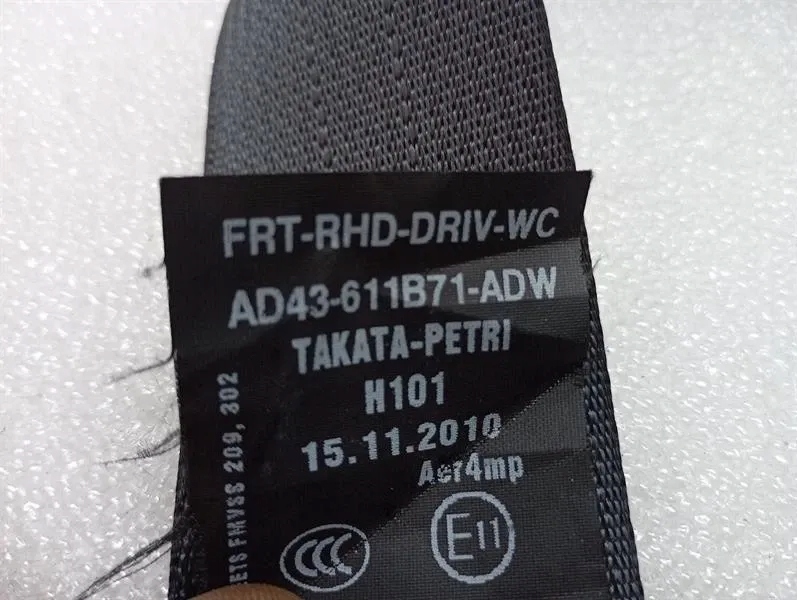 FRT-RHD-DRIV-WC
AD43-611B71-ADW
TAKATA-PETRI
H101
15.11.2010
Aer4mp
CCC
E11
EETS FMVSS 209, 302